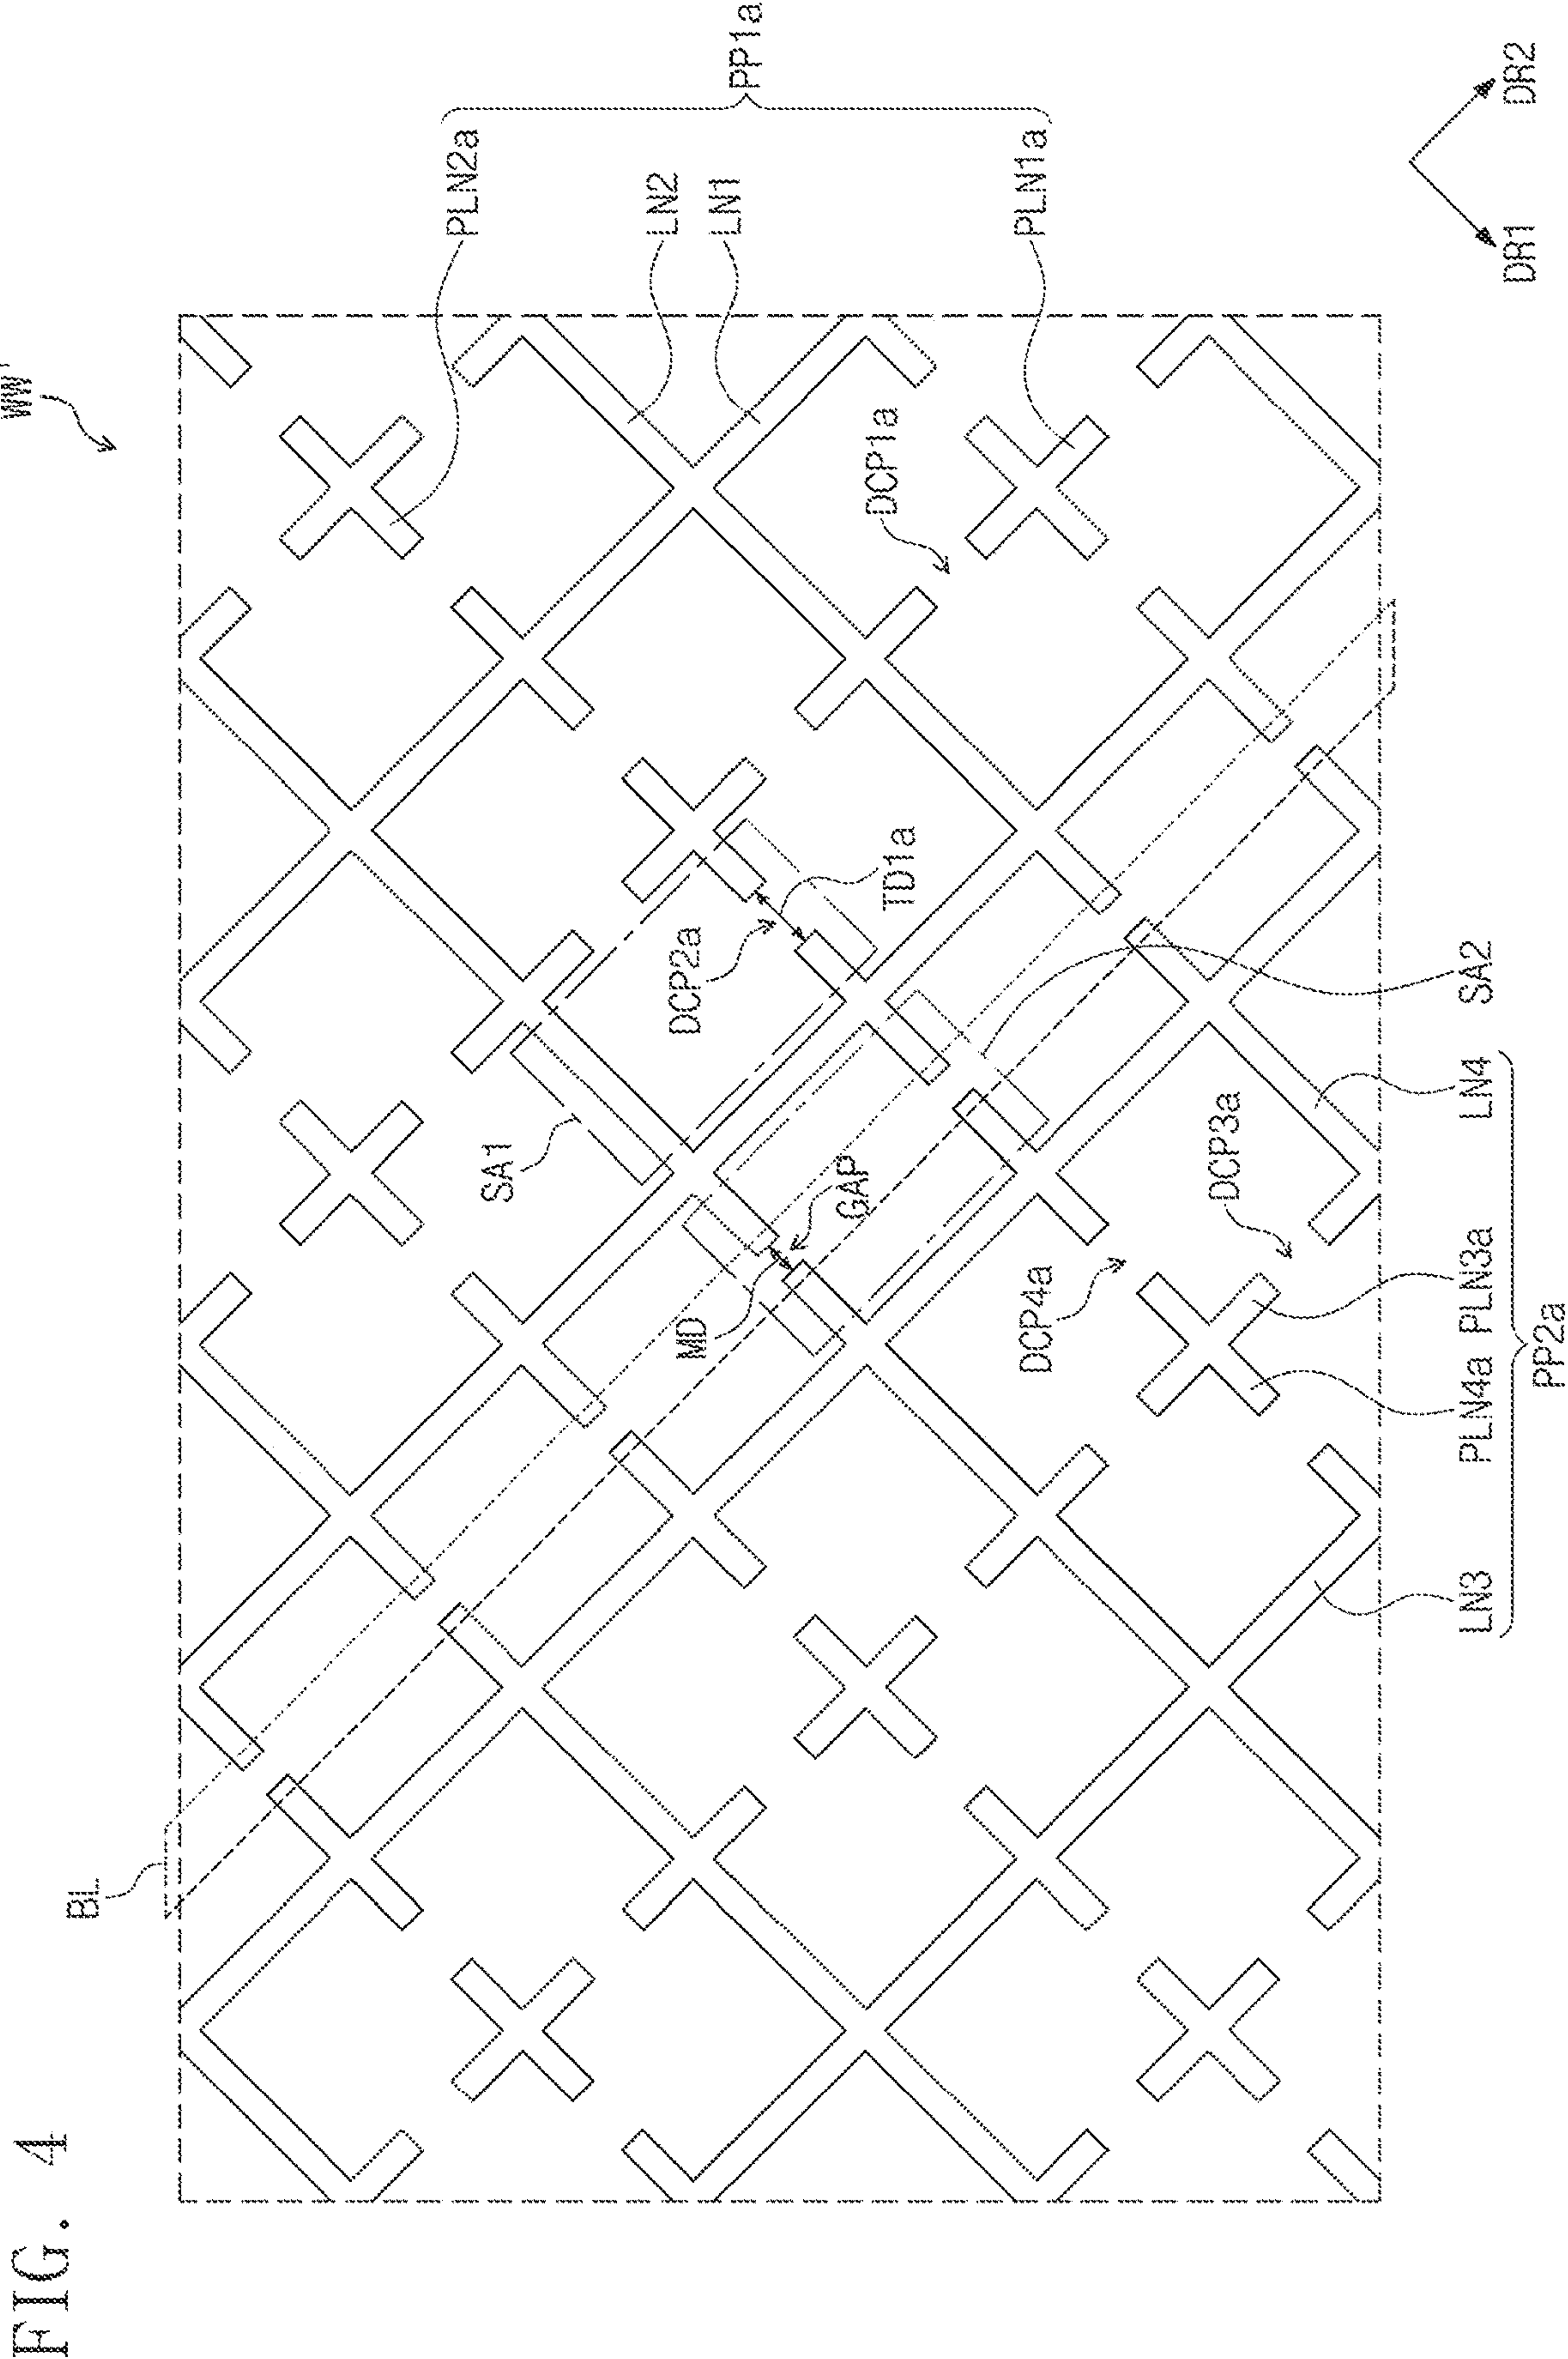 FIG. 4
WW'
BL
PLN2a
LN2
LN1
PLN1a
PP1a
SA1
DCP2a
DCP1a
TD1a
MD
GAP
DCP4a
DCP3a
LN3
PLN4a
PLN3a
LN4
SA2
PP2a
DR1
DR2